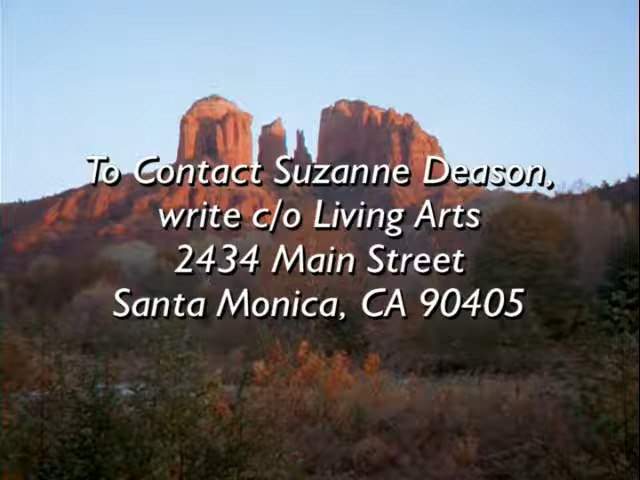 To Contact Suzanne Deason,
write c/o Living Arts
2434 Main Street
Santa Monica, CA 90405